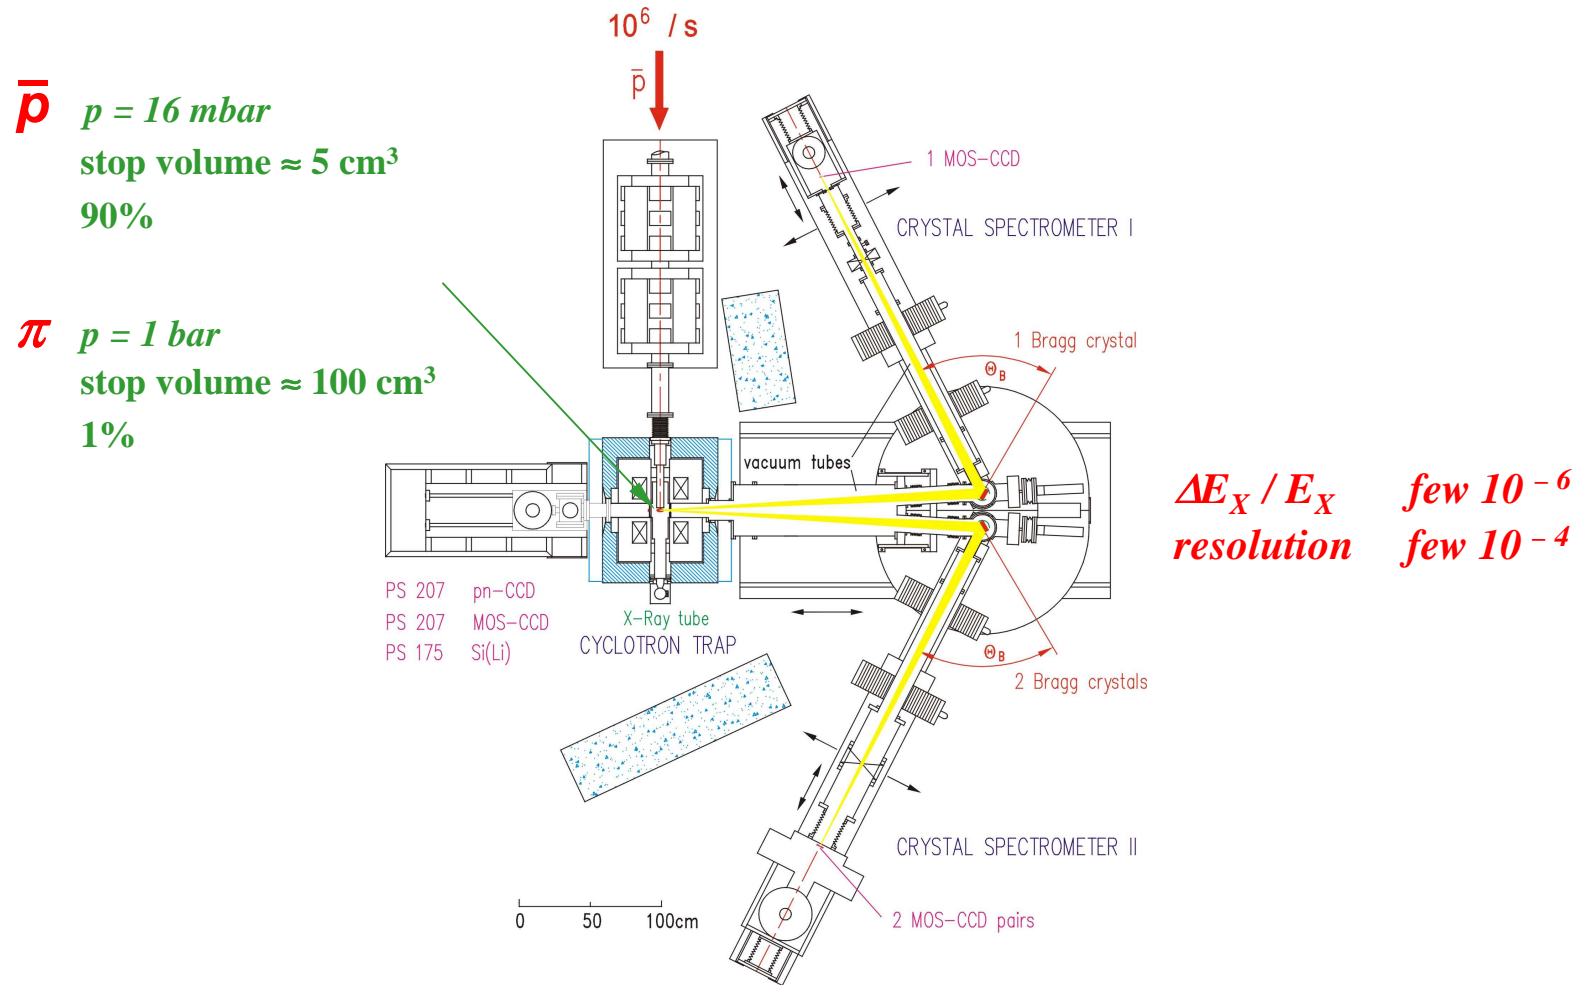 10⁶ / s
p̄
p̄ p = 16 mbar
stop volume ≈ 5 cm³
90%
π p = 1 bar
stop volume ≈ 100 cm³
1%
1 MOS-CCD
CRYSTAL SPECTROMETER I
1 Bragg crystal
Θ_B
vacuum tubes
ΔE_X / E_X few 10⁻⁶
resolution few 10⁻⁴
PS 207 pn-CCD
PS 207 MOS-CCD
PS 175 Si(Li)
X-Ray tube
CYCLOTRON TRAP
Θ_B
2 Bragg crystals
CRYSTAL SPECTROMETER II
2 MOS-CCD pairs
0 50 100cm